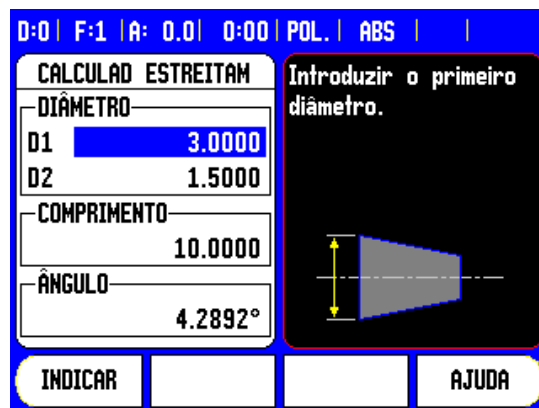 D:0| F:1 |A: 0.0| 0:00| POL.| ABS | |
CALCULAD ESTREITAM
DIÂMETRO
D1 3.0000
D2 1.5000
COMPRIMENTO
10.0000
ÂNGULO
4.2892°
Introduzir o primeiro
diâmetro.
INDICAR
AJUDA